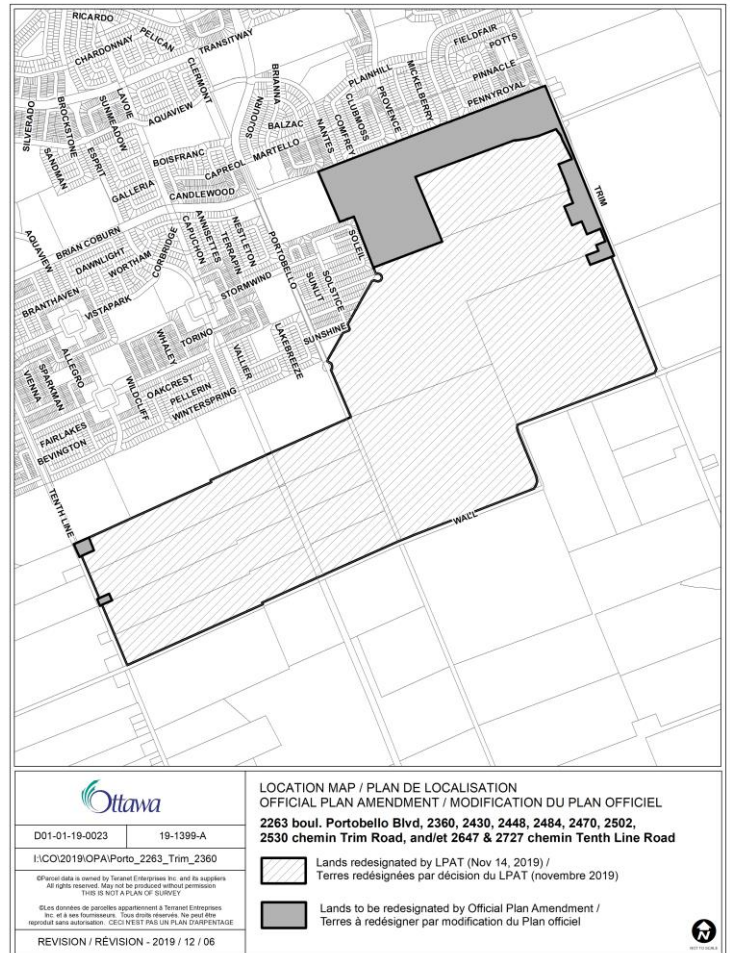 RICARDO
CHARDONNAY
PELICAN
TRANSITWAY
LAVOIE
CLERMONT
SILVERADO
BROCKSTONE
SUNMEADOW
AQUAVIEW
SANDMAN
ESPRIT
BOISFRANC
GALLERIA
CAPREOL
CANDLEWOOD
SOJOURN
BRIANNA
BALZAC
MARTELLO
NANTES
COMFREY
CLUBMOSS
PLAINHILL
PROVENCE
MICKELBERRY
FIELDFAIR
POTTS
PINNACLE
PENNYROYAL
TRIM
AQUAVIEW
BRIAN COBURN
DAWNLIGHT
WORTHAM
CORBRIDGE
CAPUCHON
ANNISETTES
TERRAPIN
NESTLETON
STORMWIND
PORTOBELLO
SOLEIL
SOLSTICE
SUNLIT
SUNSHINE
BRANTHAVEN
VISTAPARK
TORINO
WHALEY
ALLEGRO
SPARKMAN
VIENNA
WILDCLIFF
OAKCREST
PELLERIN
WINTERSPRING
VALLIER
LAKEBREEZE
FAIRLAKES
BEVINGTON
TENTH LINE
WALL
Ottawa
D01-01-19-0023
19-1399-A
I:\CO\2019\OPA\Porto_2263_Trim_2360
©Parcel data is owned by Teranet Enterprises Inc. and its suppliers
All rights reserved. May not be produced without permission
THIS IS NOT A PLAN OF SURVEY
©Les données de parcelles appartiennent à Teranet Entreprises
Inc. et à ses fournisseurs. Tous droits réservés. Ne peut être
reproduit sans autorisation. CECI N'EST PAS UN PLAN D'ARPENTAGE
REVISION / RÉVISION - 2019 / 12 / 06
LOCATION MAP / PLAN DE LOCALISATION
OFFICIAL PLAN AMENDMENT / MODIFICATION DU PLAN OFFICIEL
2263 boul. Portobello Blvd, 2360, 2430, 2448, 2484, 2470, 2502,
2530 chemin Trim Road, and/et 2647 & 2727 chemin Tenth Line Road
Lands redesignated by LPAT (Nov 14, 2019) /
Terres redésignées par décision du LPAT (novembre 2019)
Lands to be redesignated by Official Plan Amendment /
Terres à redésigner par modification du Plan officiel
NOT TO SCALE